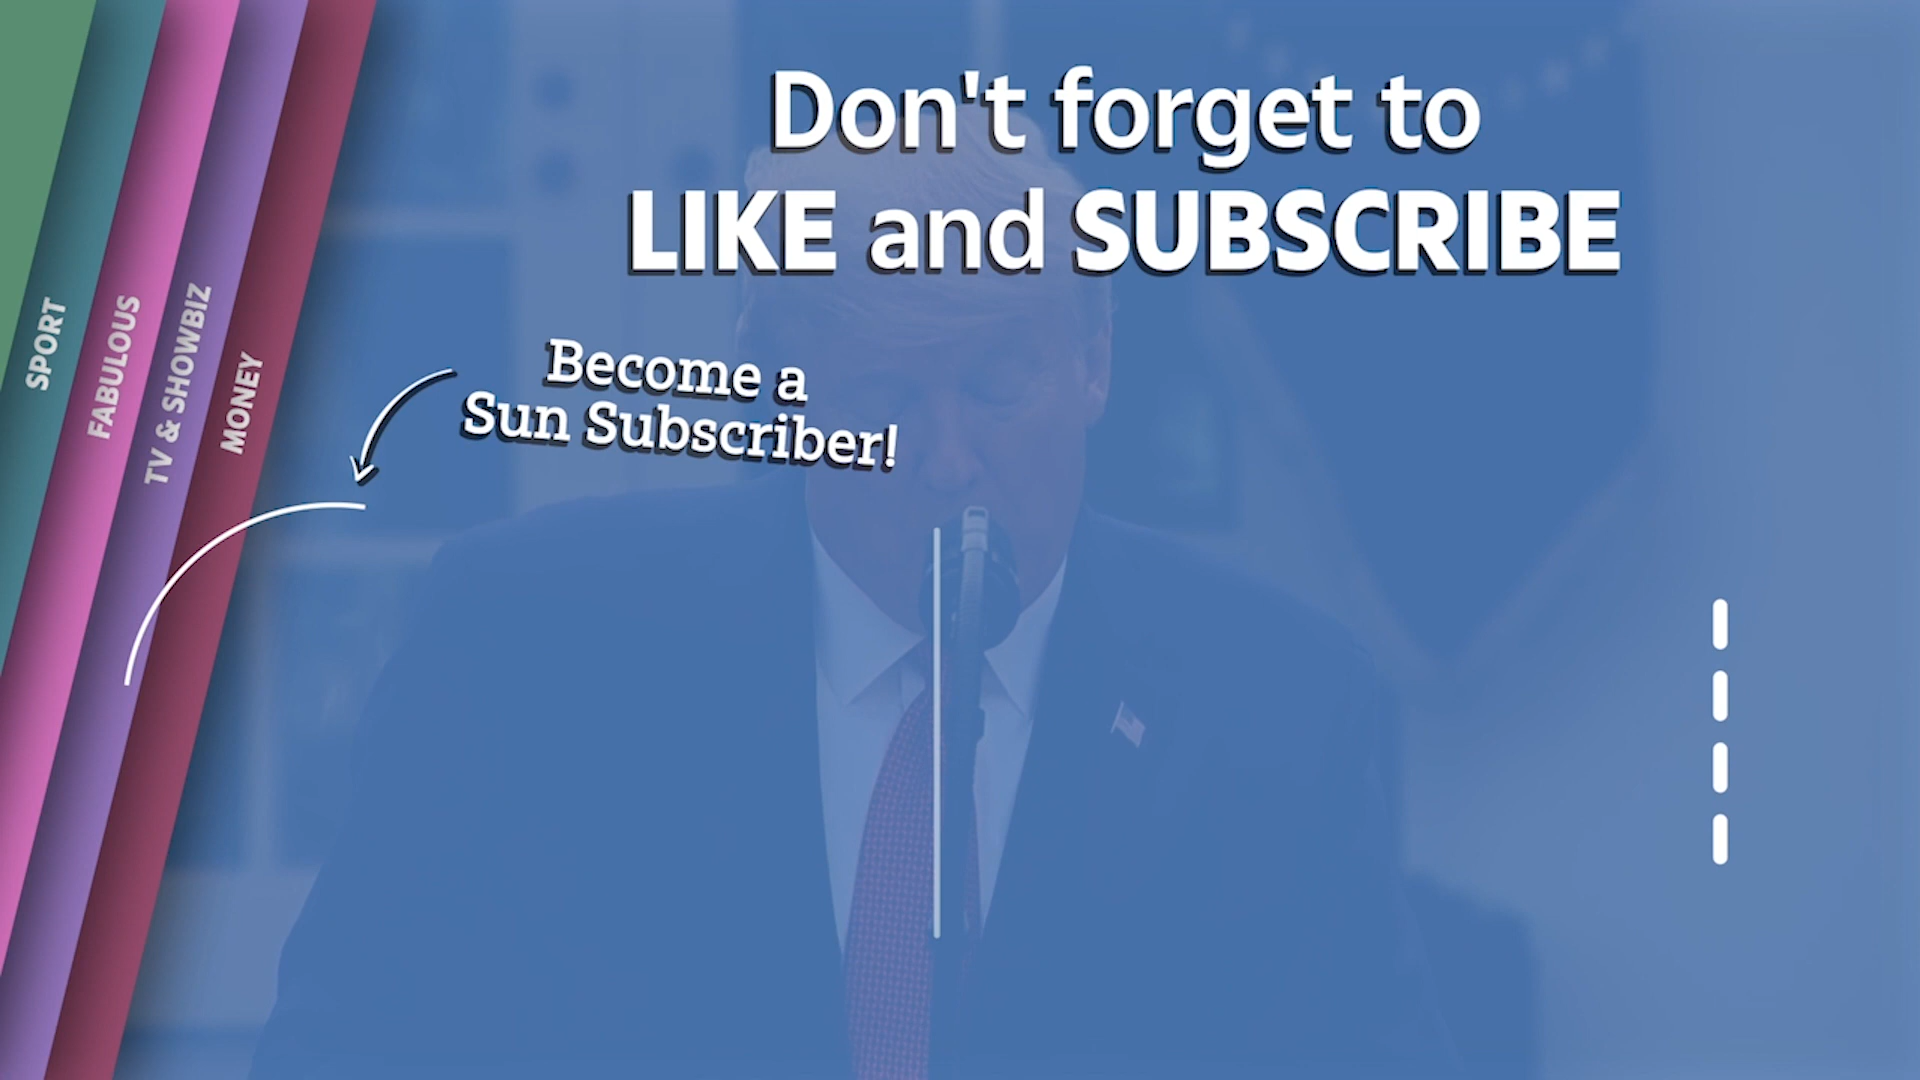 Don't forget to
LIKE and SUBSCRIBE
Become a
Sun Subscriber!
SPORT
FABULOUS
TV & SHOWBIZ
MONEY